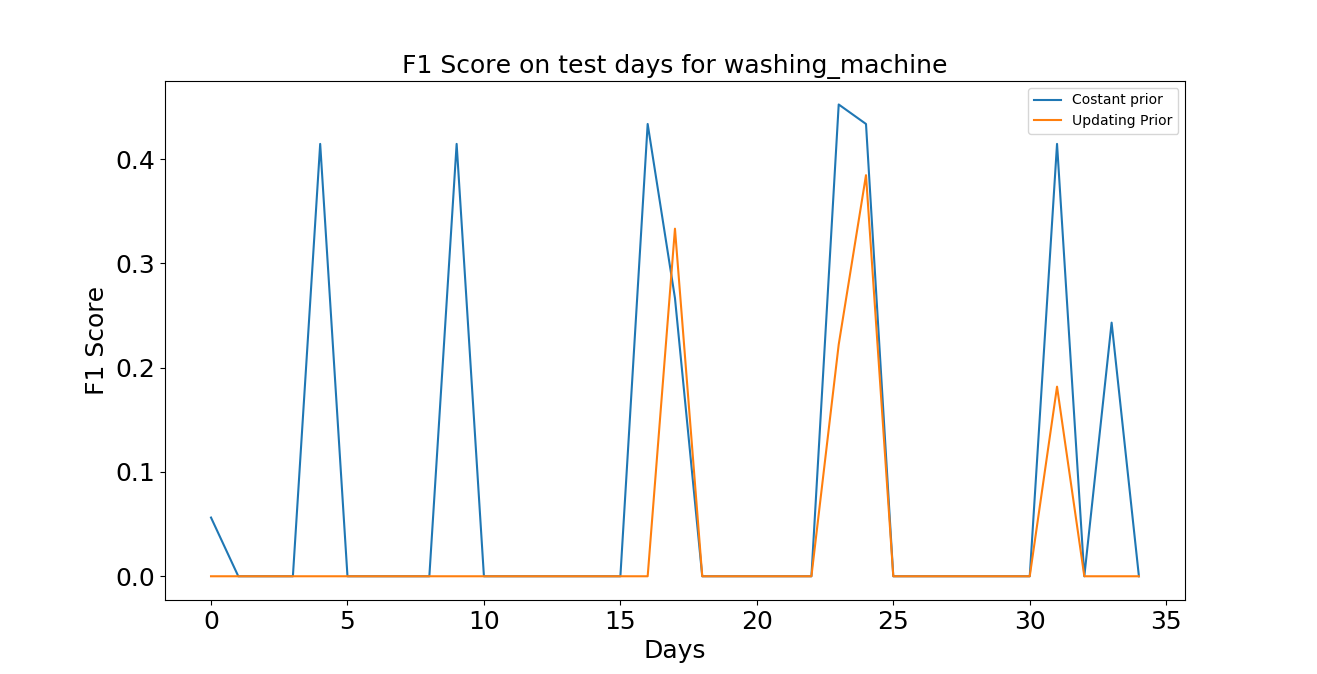 F1 Score on test days for washing_machine
Costant prior
Updating Prior
F1 Score
0.4
0.3
0.2
0.1
0.0
0 5 10 15 20 25 30 35
Days